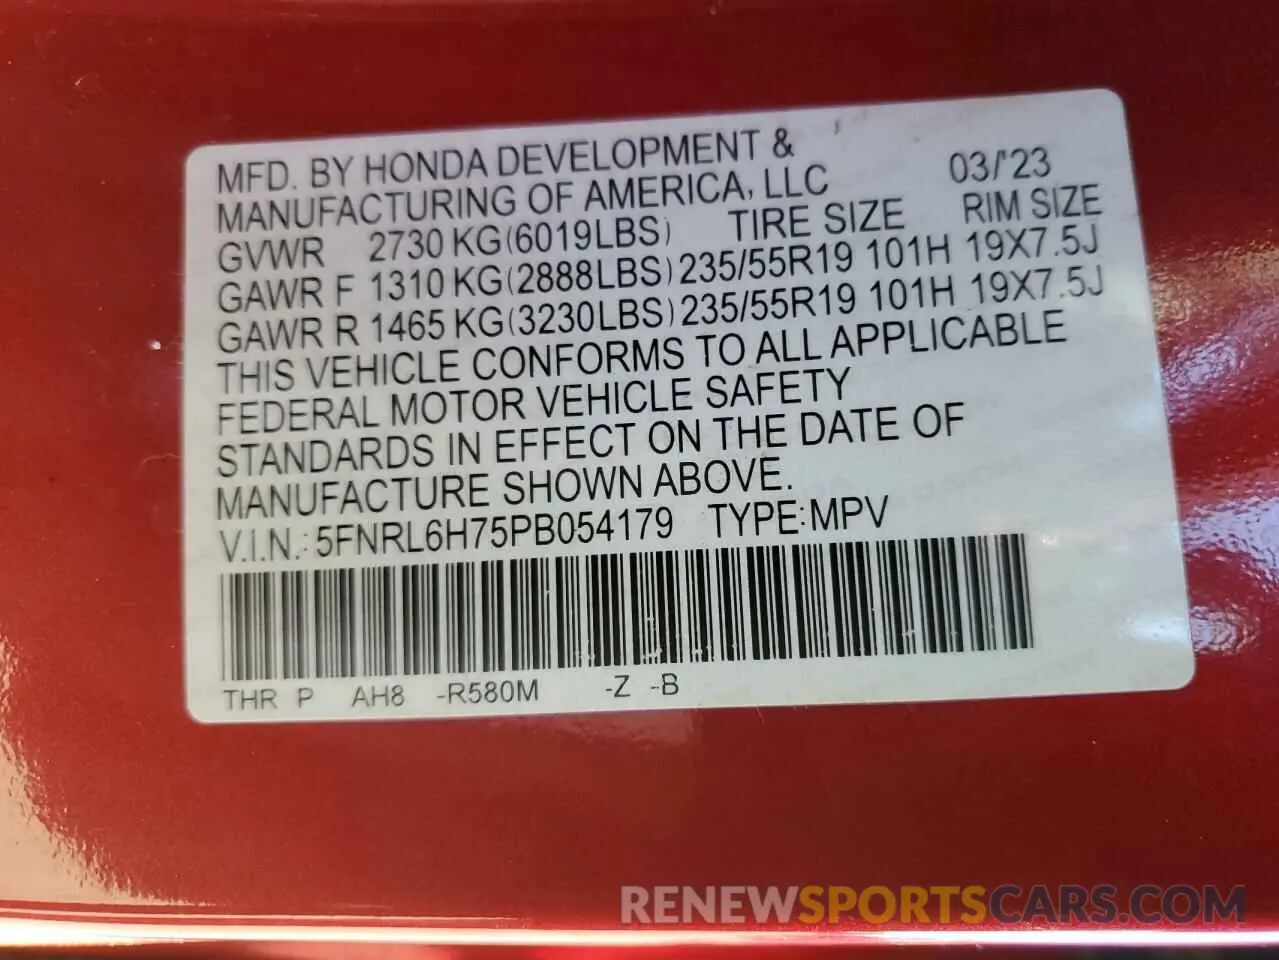 MFD. BY HONDA DEVELOPMENT &
MANUFACTURING OF AMERICA, LLC 03/'23
GVWR 2730 KG(6019LBS) TIRE SIZE RIM SIZE
GAWR F 1310 KG(2888LBS) 235/55R19 101H 19X7.5J
GAWR R 1465 KG(3230LBS) 235/55R19 101H 19X7.5J
THIS VEHICLE CONFORMS TO ALL APPLICABLE
FEDERAL MOTOR VEHICLE SAFETY
STANDARDS IN EFFECT ON THE DATE OF
MANUFACTURE SHOWN ABOVE.
V.I.N.: 5FNRL6H75PB054179 TYPE:MPV
THR P AH8 -R580M -Z -B
RENEWSPORTSCARS.COM